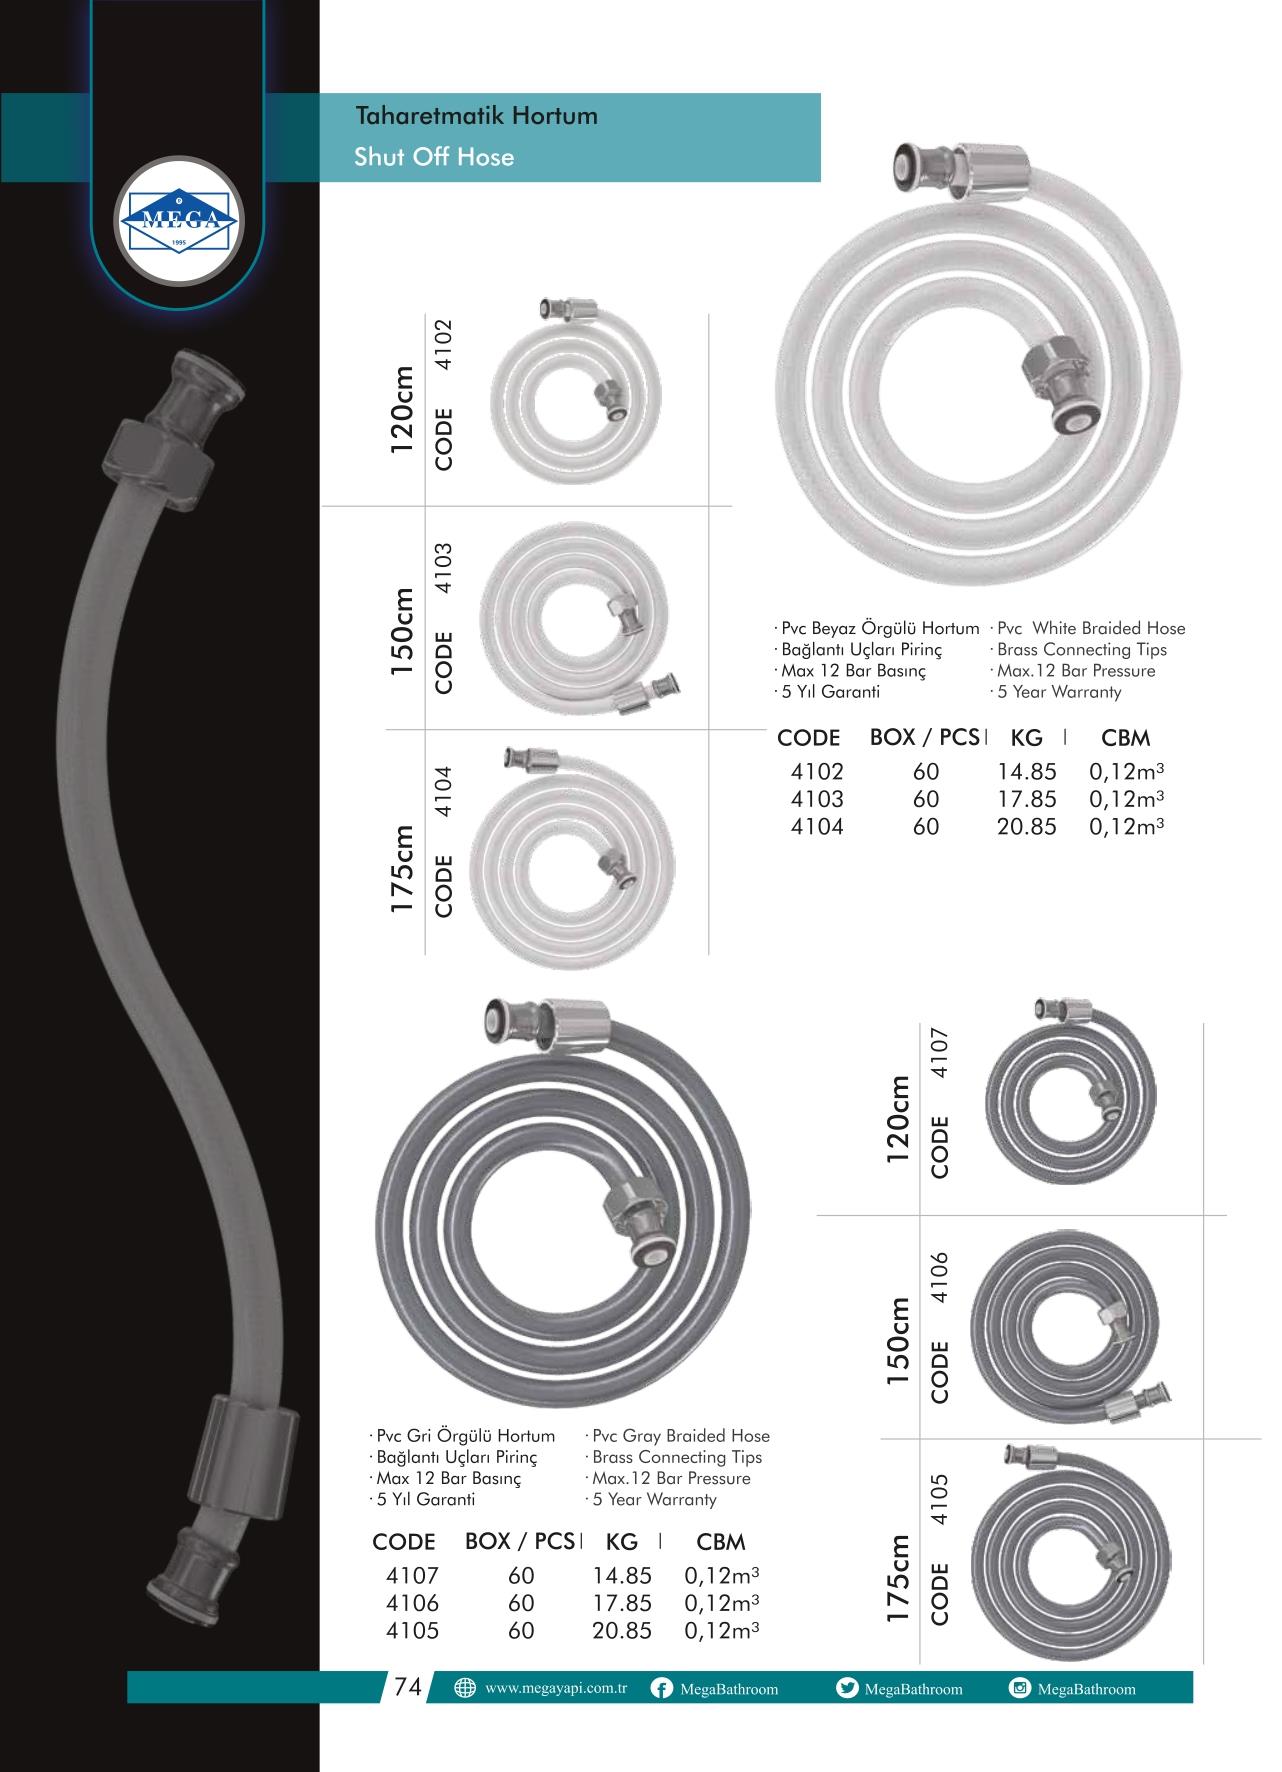 Taharetmatik Hortum
Shut Off Hose
MEGA
1995
120cm
CODE 4102
150cm
CODE 4103
175cm
CODE 4104
· Pvc Beyaz Örgülü Hortum
· Bağlantı Uçları Pirinç
· Max 12 Bar Basınç
· 5 Yıl Garanti
· Pvc White Braided Hose
· Brass Connecting Tips
· Max.12 Bar Pressure
· 5 Year Warranty
CODE BOX / PCS | KG | CBM
4102 60 14.85 0,12m³
4103 60 17.85 0,12m³
4104 60 20.85 0,12m³
120cm
CODE 4107
150cm
CODE 4106
175cm
CODE 4105
· Pvc Gri Örgülü Hortum
· Bağlantı Uçları Pirinç
· Max 12 Bar Basınç
· 5 Yıl Garanti
· Pvc Gray Braided Hose
· Brass Connecting Tips
· Max.12 Bar Pressure
· 5 Year Warranty
CODE BOX / PCS | KG | CBM
4107 60 14.85 0,12m³
4106 60 17.85 0,12m³
4105 60 20.85 0,12m³
74 www.megayapi.com.tr MegaBathroom MegaBathroom MegaBathroom